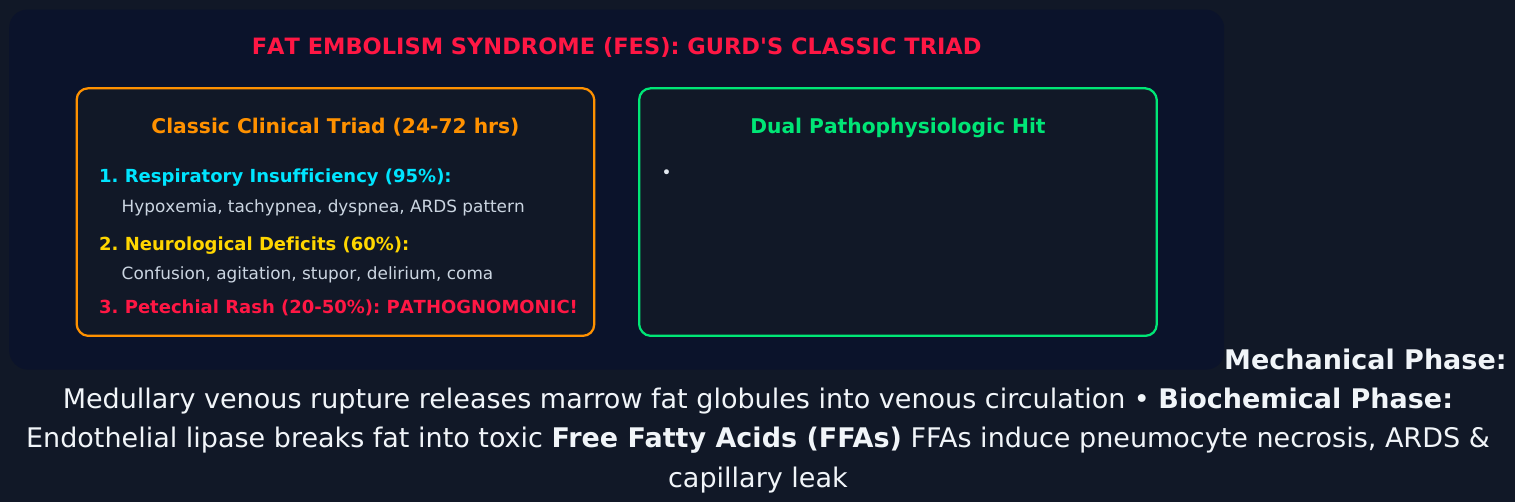 FAT EMBOLISM SYNDROME (FES): GURD'S CLASSIC TRIAD
Classic Clinical Triad (24-72 hrs)
1. Respiratory Insufficiency (95%):
Hypoxemia, tachypnea, dyspnea, ARDS pattern
2. Neurological Deficits (60%):
Confusion, agitation, stupor, delirium, coma
3. Petechial Rash (20-50%): PATHOGNOMONIC!
Dual Pathophysiologic Hit
•
Mechanical Phase:
Medullary venous rupture releases marrow fat globules into venous circulation • Biochemical Phase:
Endothelial lipase breaks fat into toxic Free Fatty Acids (FFAs) FFAs induce pneumocyte necrosis, ARDS &
capillary leak